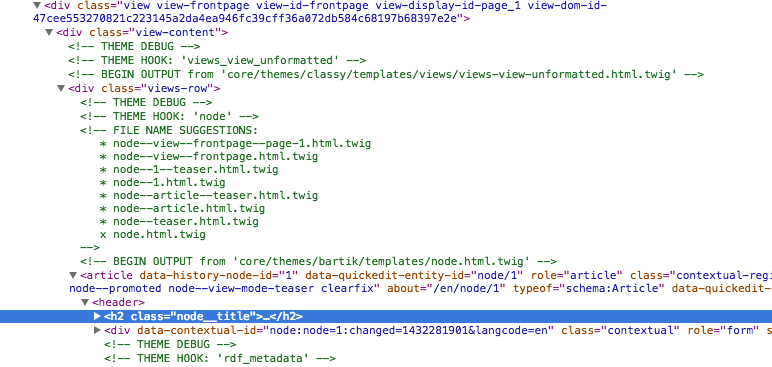 ▼<div class="view view-frontpage view-id-frontpage view-display-id-page_1 view-dom-id-
47cee553270821c223145a2da4ea946fc39cff36a072db584c68197b68397e2e">
▼<div class="view-content">
<!-- THEME DEBUG -->
<!-- THEME HOOK: 'views_view_unformatted' -->
<!-- BEGIN OUTPUT from 'core/themes/classy/templates/views/views-view-unformatted.html.twig' -->
▼<div class="views-row">
<!-- THEME DEBUG -->
<!-- THEME HOOK: 'node' -->
<!-- FILE NAME SUGGESTIONS:
* node--view--frontpage--page-1.html.twig
* node--view--frontpage.html.twig
* node--1--teaser.html.twig
* node--1.html.twig
* node--article--teaser.html.twig
* node--article.html.twig
* node--teaser.html.twig
x node.html.twig
-->
<!-- BEGIN OUTPUT from 'core/themes/bartik/templates/node.html.twig' -->
▼<article data-history-node-id="1" data-quickedit-entity-id="node/1" role="article" class="contextual-regi
node--promoted node--view-mode-teaser clearfix" about="/en/node/1" typeof="schema:Article" data-quickedit-
▼<header>
▶<h2 class="node__title">…</h2>
▶<div data-contextual-id="node:node=1:changed=1432281901&langcode=en" class="contextual" role="form" s
<!-- THEME DEBUG -->
<!-- THEME HOOK: 'rdf_metadata' -->